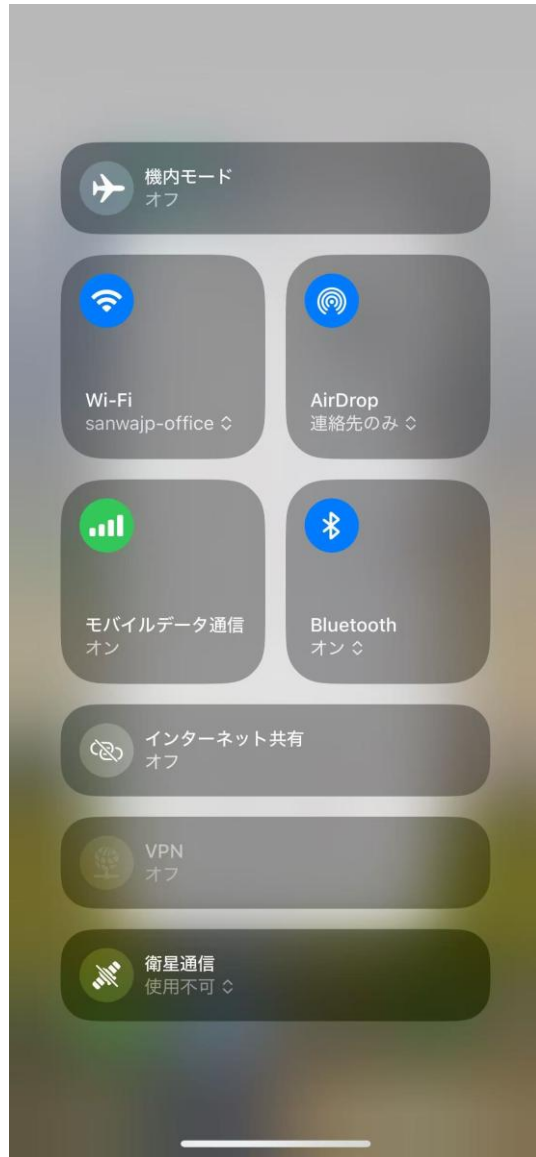 機内モード
オフ
Wi-Fi
sanwajp-office
AirDrop
連絡先のみ
モバイルデータ通信
オン
Bluetooth
オン
インターネット共有
オフ
VPN
オフ
衛星通信
使用不可